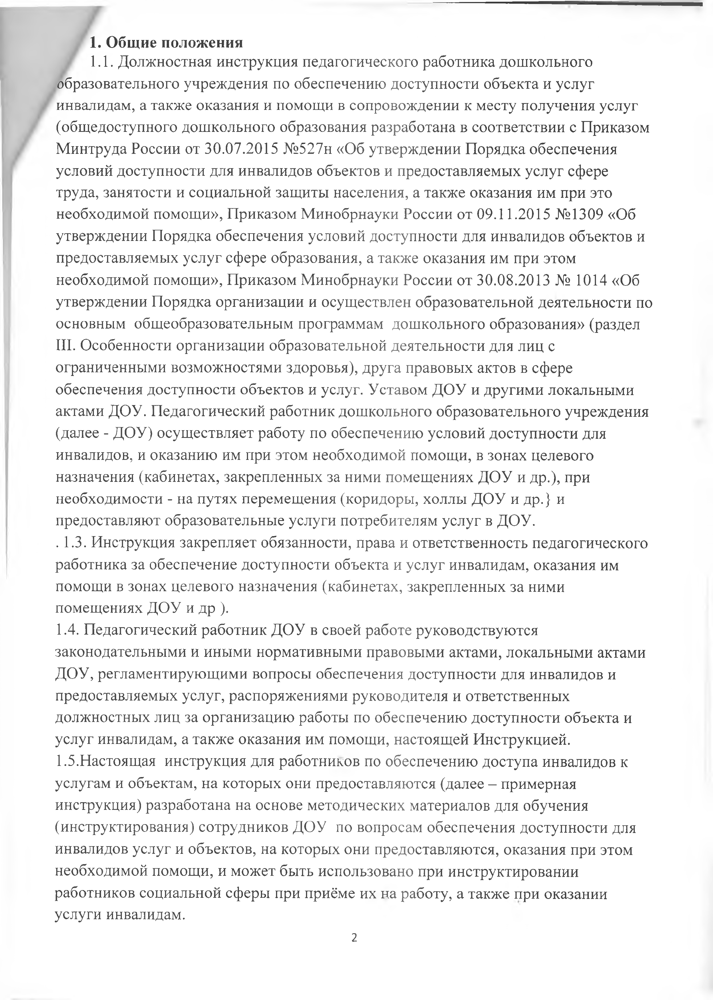 1. Общие положения
1.1. Должностная инструкция педагогического работника дошкольного
образовательного учреждения по обеспечению доступности объекта и услуг
инвалидам, а также оказания и помощи в сопровождении к месту получения услуг
(общедоступного дошкольного образования разработана в соответствии с Приказом
Минтруда России от 30.07.2015 №527н «Об утверждении Порядка обеспечения
условий доступности для инвалидов объектов и предоставляемых услуг сфере
труда, занятости и социальной защиты населения, а также оказания им при это
необходимой помощи», Приказом Минобрнауки России от 09.11.2015 №1309 «Об
утверждении Порядка обеспечения условий доступности для инвалидов объектов и
предоставляемых услуг сфере образования, а также оказания им при этом
необходимой помощи», Приказом Минобрнауки России от 30.08.2013 № 1014 «Об
утверждении Порядка организации и осуществлен образовательной деятельности по
основным общеобразовательным программам дошкольного образования» (раздел
III. Особенности организации образовательной деятельности для лиц с
ограниченными возможностями здоровья), друга правовых актов в сфере
обеспечения доступности объектов и услуг. Уставом ДОУ и другими локальными
актами ДОУ. Педагогический работник дошкольного образовательного учреждения
(далее - ДОУ) осуществляет работу по обеспечению условий доступности для
инвалидов, и оказанию им при этом необходимой помощи, в зонах целевого
назначения (кабинетах, закрепленных за ними помещениях ДОУ и др.), при
необходимости - на путях перемещения (коридоры, холлы ДОУ и др.} и
предоставляют образовательные услуги потребителям услуг в ДОУ.
. 1.3. Инструкция закрепляет обязанности, права и ответственность педагогического
работника за обеспечение доступности объекта и услуг инвалидам, оказания им
помощи в зонах целевого назначения (кабинетах, закрепленных за ними
помещениях ДОУ и др ).
1.4. Педагогический работник ДОУ в своей работе руководствуются
законодательными и иными нормативными правовыми актами, локальными актами
ДОУ, регламентирующими вопросы обеспечения доступности для инвалидов и
предоставляемых услуг, распоряжениями руководителя и ответственных
должностных лиц за организацию работы по обеспечению доступности объекта и
услуг инвалидам, а также оказания им помощи, настоящей Инструкцией.
1.5.Настоящая инструкция для работников по обеспечению доступа инвалидов к
услугам и объектам, на которых они предоставляются (далее – примерная
инструкция) разработана на основе методических материалов для обучения
(инструктирования) сотрудников ДОУ по вопросам обеспечения доступности для
инвалидов услуг и объектов, на которых они предоставляются, оказания при этом
необходимой помощи, и может быть использовано при инструктировании
работников социальной сферы при приёме их на работу, а также при оказании
услуги инвалидам.
2